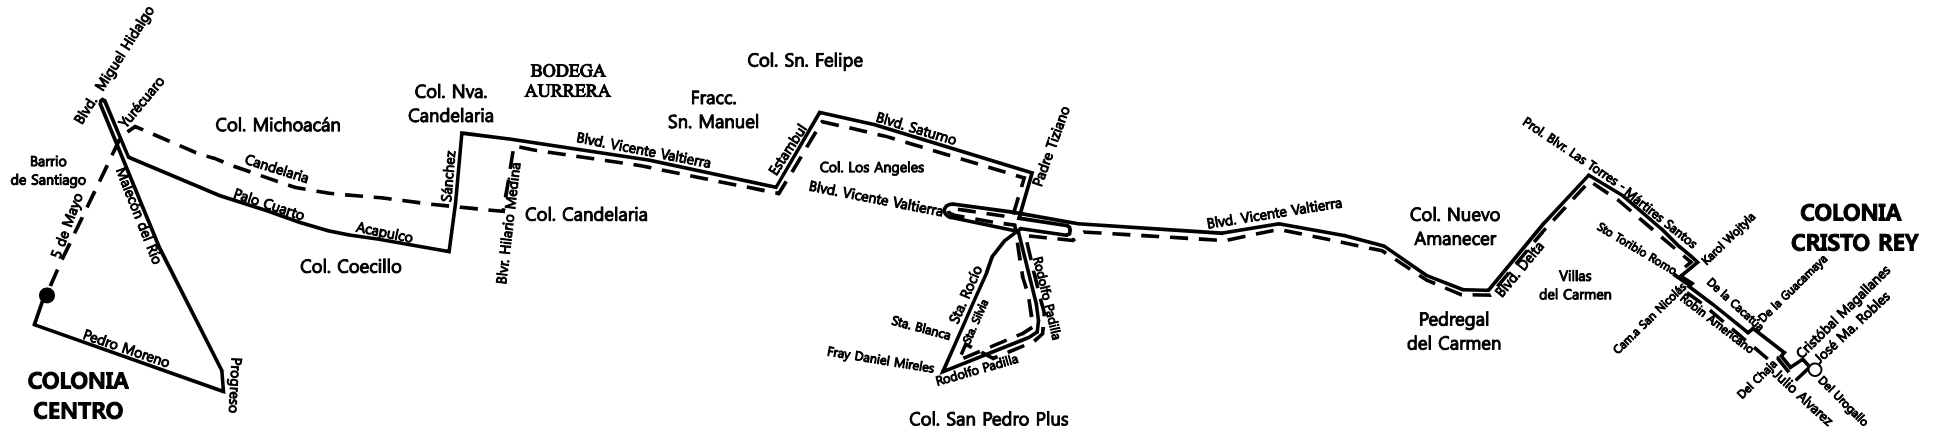 Blvd. Miguel Hidalgo
Yurécuaro
Barrio
de Santiago
5 de Mayo
Malecón del Río
Pedro Moreno
Progreso
COLONIA
CENTRO
Col. Michoacán
Candelaria
Palo Cuarto
Acapulco
Col. Coecillo
Col. Nva.
Candelaria
Sánchez
Blvr. Hilario Medina
BODEGA
AURRERA
Col. Candelaria
Blvd. Vicente Valtierra
Fracc.
Sn. Manuel
Col. Sn. Felipe
Estambul
Blvd. Saturno
Col. Los Angeles
Blvd. Vicente Valtierra
Padre Tiziano
Sta. Rocío
Sta. Silvia
Sta. Blanca
Fray Daniel Mireles
Rodolfo Padilla
Rodolfo Padilla
Col. San Pedro Plus
Blvd. Vicente Valtierra
Col. Nuevo
Amanecer
Pedregal
del Carmen
Blvd. Delta
Villas
del Carmen
Prol. Blvr. Las Torres - Mártires Santos
Sto Toribio Romo
Karol Wojtyla
Cam.a San Nicolás
Robin Americano
De la Cacatúa
De la Guacamaya
COLONIA
CRISTO REY
Cristóbal Magallanes
José Ma. Robles
Del Chaja
Julio Alvarez
Del Urogallo